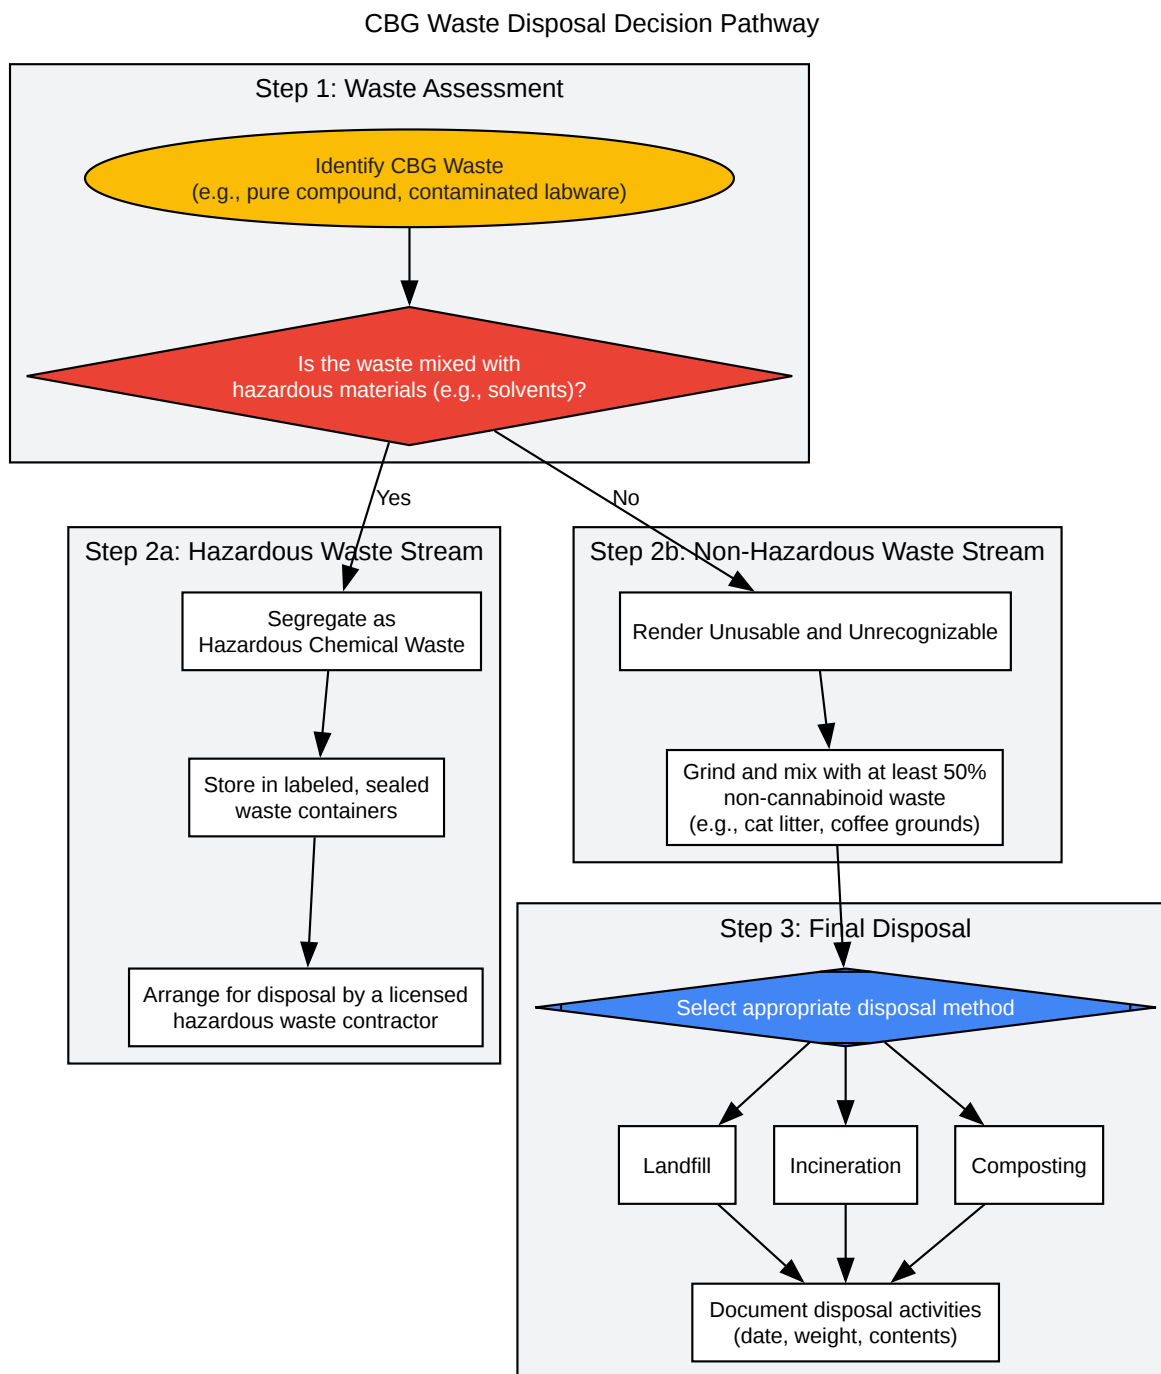 CBG Waste Disposal Decision Pathway
Step 1: Waste Assessment
Identify CBG Waste
(e.g., pure compound, contaminated labware)
Is the waste mixed with
hazardous materials (e.g., solvents)?
Yes
No
Step 2a: Hazardous Waste Stream
Segregate as
Hazardous Chemical Waste
Store in labeled, sealed
waste containers
Arrange for disposal by a licensed
hazardous waste contractor
Step 2b: Non-Hazardous Waste Stream
Render Unusable and Unrecognizable
Grind and mix with at least 50%
non-cannabinoid waste
(e.g., cat litter, coffee grounds)
Step 3: Final Disposal
Select appropriate disposal method
Landfill
Incineration
Composting
Document disposal activities
(date, weight, contents)